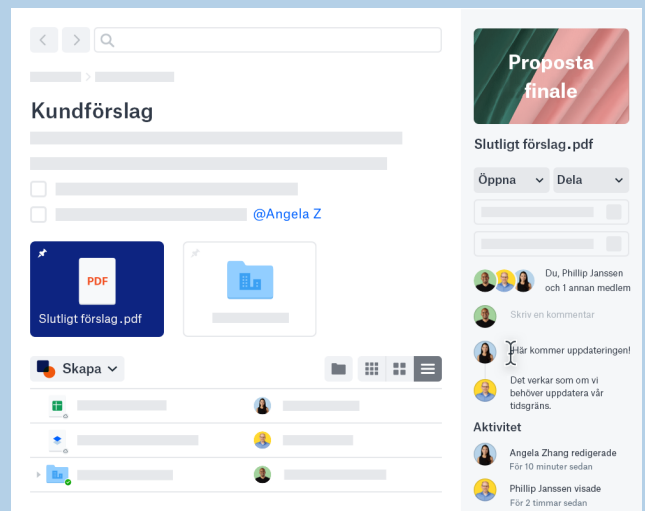 Kundförslag
@Angela Z
PDF
Slutligt förslag.pdf
Skapa
Proposta
finale
Slutligt förslag.pdf
Öppna
Dela
Du, Phillip Janssen
och 1 annan medlem
Skriv en kommentar
Här kommer uppdateringen!
Det verkar som om vi
behöver uppdatera vår
tidsgräns.
Aktivitet
Angela Zhang redigerade
För 10 minuter sedan
Phillip Janssen visade
För 2 timmar sedan